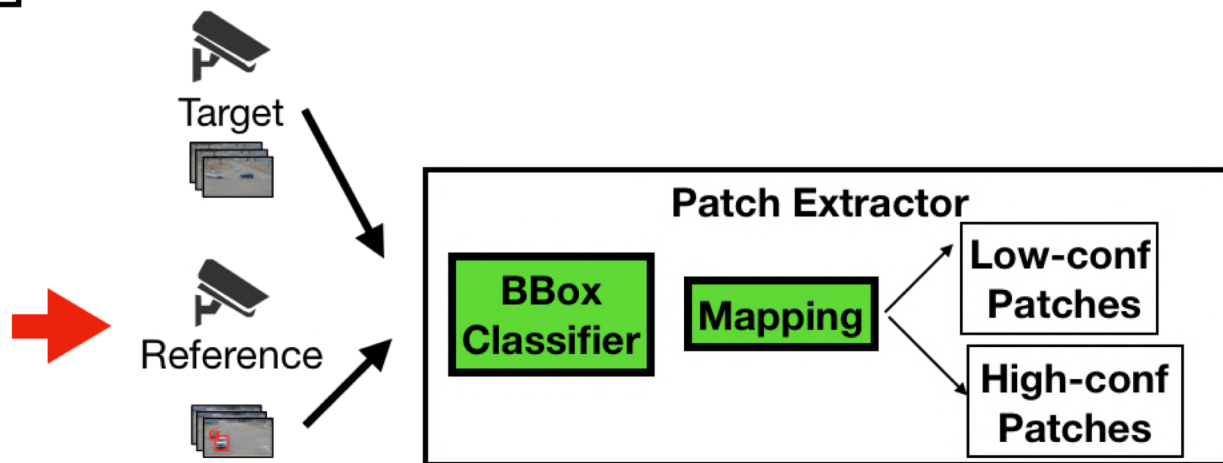 Target
Reference
Patch Extractor
BBox
Classifier
Mapping
Low-conf
Patches
High-conf
Patches